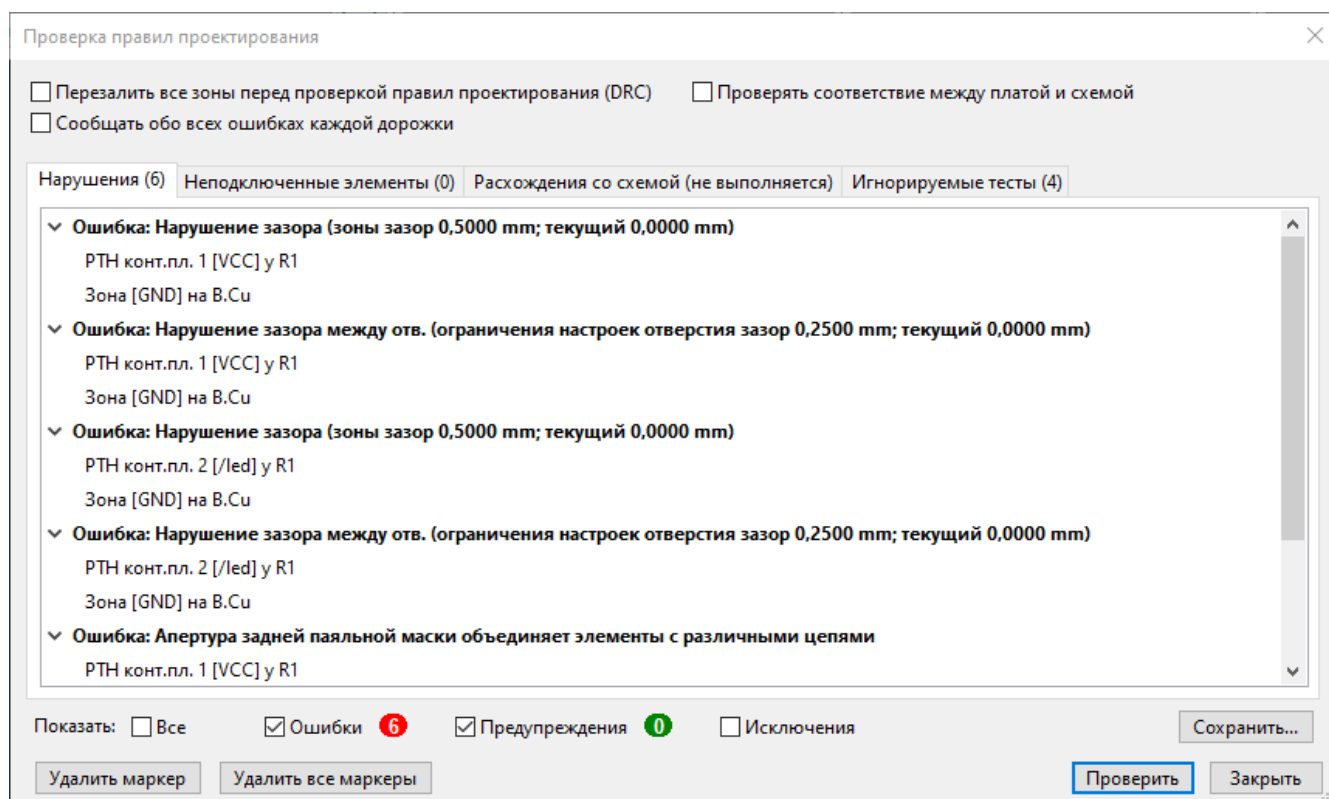 Проверка правил проектирования
Перезалить все зоны перед проверкой правил проектирования (DRC) Проверять соответствие между платой и схемой
Сообщать обо всех ошибках каждой дорожки
Нарушения (6) Неподключенные элементы (0) Расхождения со схемой (не выполняется) Игнорируемые тесты (4)
Ошибка: Нарушение зазора (зоны зазор 0,5000 mm; текущий 0,0000 mm)
PTH конт.пл. 1 [VCC] у R1
Зона [GND] на B.Cu
Ошибка: Нарушение зазора между отв. (ограничения настроек отверстия зазор 0,2500 mm; текущий 0,0000 mm)
PTH конт.пл. 1 [VCC] у R1
Зона [GND] на B.Cu
Ошибка: Нарушение зазора (зоны зазор 0,5000 mm; текущий 0,0000 mm)
PTH конт.пл. 2 [/led] у R1
Зона [GND] на B.Cu
Ошибка: Нарушение зазора между отв. (ограничения настроек отверстия зазор 0,2500 mm; текущий 0,0000 mm)
PTH конт.пл. 2 [/led] у R1
Зона [GND] на B.Cu
Ошибка: Апертура задней паяльной маски объединяет элементы с различными цепями
PTH конт.пл. 1 [VCC] у R1
Показать: Все Ошибки 6 Предупреждения 0 Исключения Сохранить...
Удалить маркер Удалить все маркеры Проверить Закрыть